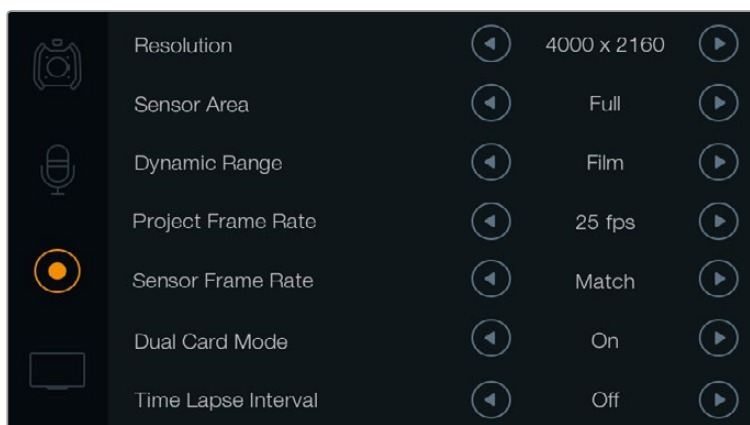 Resolution 4000 x 2160
Sensor Area Full
Dynamic Range Film
Project Frame Rate 25 fps
Sensor Frame Rate Match
Dual Card Mode On
Time Lapse Interval Off